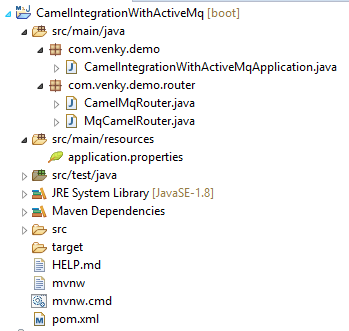 CamelIntegrationWithActiveMq [boot]
src/main/java
com.venky.demo
CamelIntegrationWithActiveMqApplication.java
com.venky.demo.router
CamelMqRouter.java
MqCamelRouter.java
src/main/resources
application.properties
src/test/java
JRE System Library [JavaSE-1.8]
Maven Dependencies
src
target
HELP.md
mvnw
mvnw.cmd
pom.xml